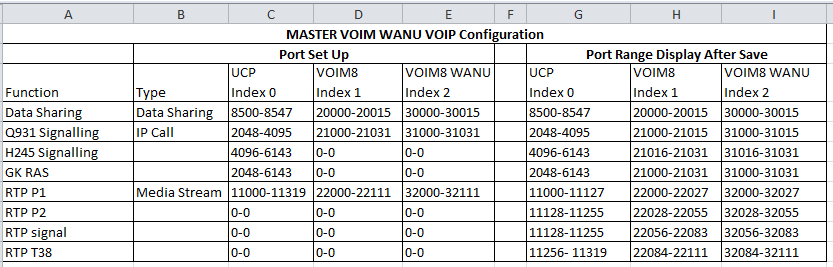 A B C D E F G H I
MASTER VOIM WANU VOIP Configuration
Port Set Up Port Range Display After Save
UCP VOIM8 VOIM8 WANU UCP VOIM8 VOIM8 WANU
Function Type Index 0 Index 1 Index 2 Index 0 Index 1 Index 2
Data Sharing Data Sharing 8500-8547 20000-20015 30000-30015 8500-8547 20000-20015 30000-30015
Q931 Signalling IP Call 2048-4095 21000-21031 31000-31031 2048-4095 21000-21015 31000-31015
H245 Signalling 4096-6143 0-0 0-0 4096-6143 21016-21031 31016-31031
GK RAS 2048-6143 0-0 0-0 2048-6143 21000-21031 31000-31031
RTP P1 Media Stream 11000-11319 22000-22111 32000-32111 11000-11127 22000-22027 32000-32027
RTP P2 0-0 0-0 0-0 11128-11255 22028-22055 32028-32055
RTP signal 0-0 0-0 0-0 11128-11255 22056-22083 32056-32083
RTP T38 0-0 0-0 0-0 11256- 11319 22084-22111 32084-32111